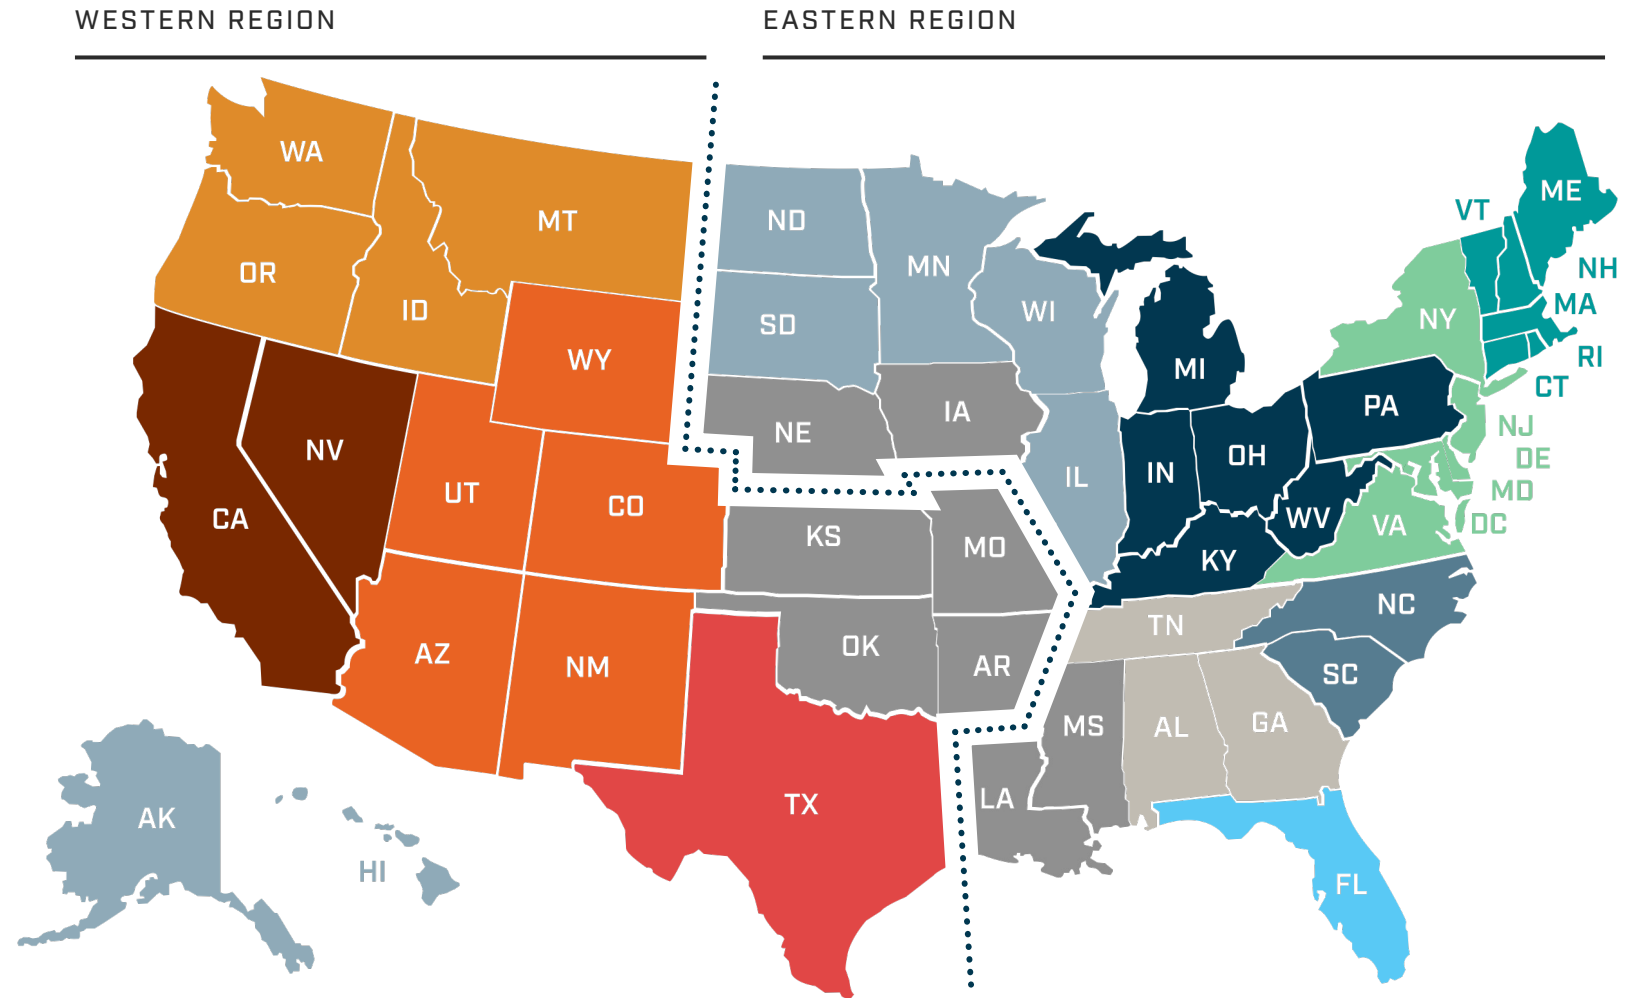 WESTERN REGION
EASTERN REGION
WA
MT
OR
ID
WY
NV
UT
CO
CA
AZ
NM
TX
AK
HI
ND
MN
SD
WI
NE
IA
IL
KS
MO
OK
AR
MI
IN
OH
PA
WV
KY
VA
NY
VT
ME
NH
MA
RI
CT
NJ
DE
MD
DC
TN
NC
SC
MS
AL
GA
LA
FL